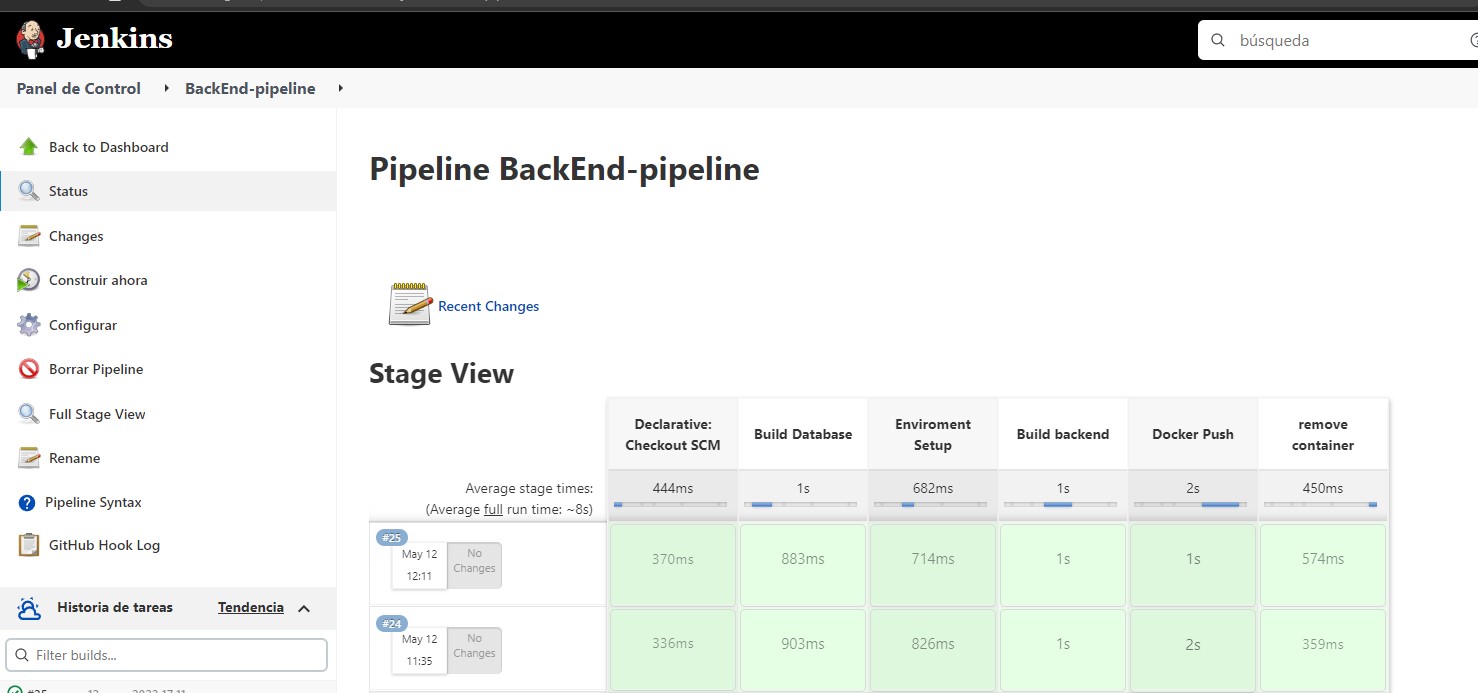 Jenkins
búsqueda
Panel de Control
BackEnd-pipeline
Back to Dashboard
Status
Changes
Construir ahora
Configurar
Borrar Pipeline
Full Stage View
Rename
Pipeline Syntax
GitHub Hook Log
Historia de tareas Tendencia
Filter builds...
Pipeline BackEnd-pipeline
Recent Changes
Stage View
Declarative:
Checkout SCM
Build Database
Enviroment
Setup
Build backend
Docker Push
remove
container
Average stage times:
(Average full run time: ~8s)
444ms 1s 682ms 1s 2s 450ms
#25
May 12
12:11
No
Changes
370ms 883ms 714ms 1s 1s 574ms
#24
May 12
11:35
No
Changes
336ms 903ms 826ms 1s 2s 359ms